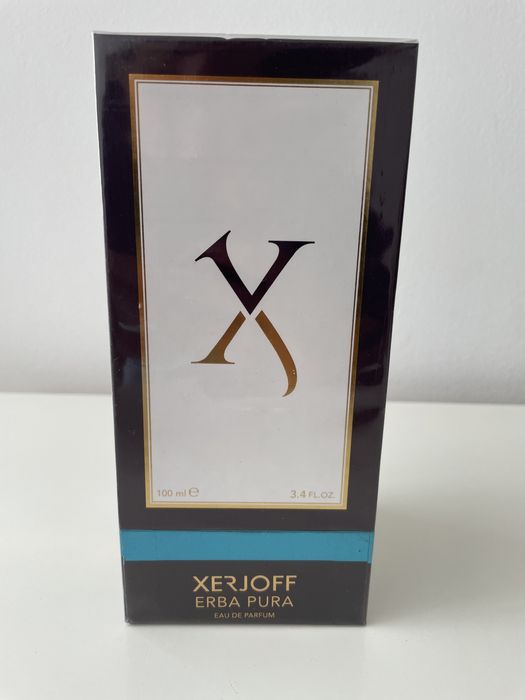 X
100 ml ℮
3.4 FL.OZ.
XERJOFF
ERBA PURA
EAU DE PARFUM